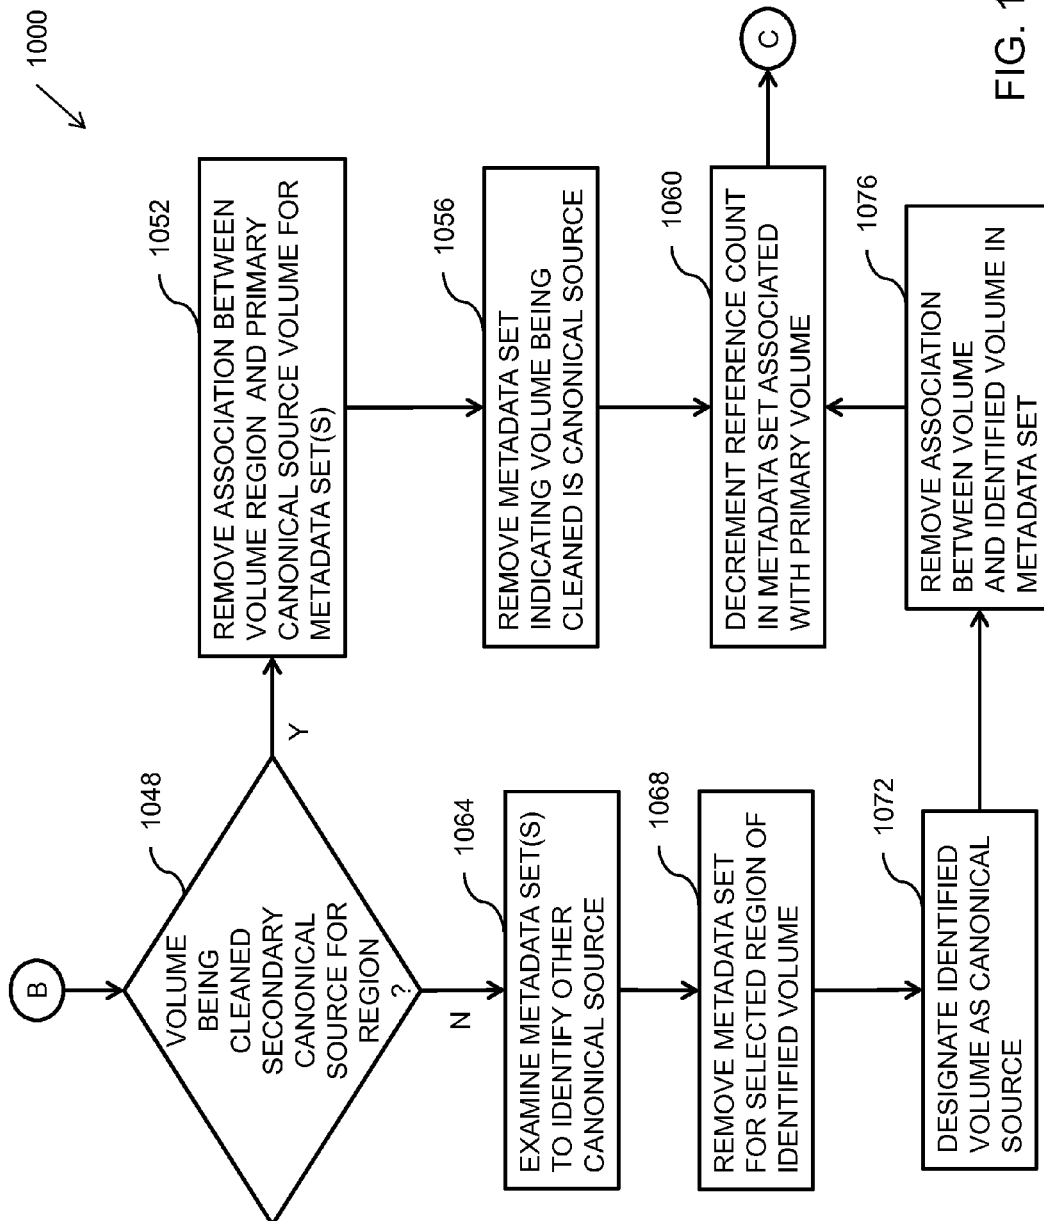 1000
B
VOLUME
BEING
CLEANED
SECONDARY
CANONICAL
SOURCE FOR
REGION
?
1048
Y
N
1052
REMOVE ASSOCIATION BETWEEN
VOLUME REGION AND PRIMARY
CANONICAL SOURCE VOLUME FOR
METADATA SET(S)
1056
REMOVE METADATA SET
INDICATING VOLUME BEING
CLEANED IS CANONICAL SOURCE
1060
DECREMENT REFERENCE COUNT
IN METADATA SET ASSOCIATED
WITH PRIMARY VOLUME
C
1064
EXAMINE METADATA SET(S)
TO IDENTIFY OTHER
CANONICAL SOURCE
1068
REMOVE METADATA SET
FOR SELECTED REGION OF
IDENTIFIED VOLUME
1072
DESIGNATE IDENTIFIED
VOLUME AS CANONICAL
SOURCE
1076
REMOVE ASSOCIATION
BETWEEN VOLUME
AND IDENTIFIED VOLUME IN
METADATA SET
FIG.